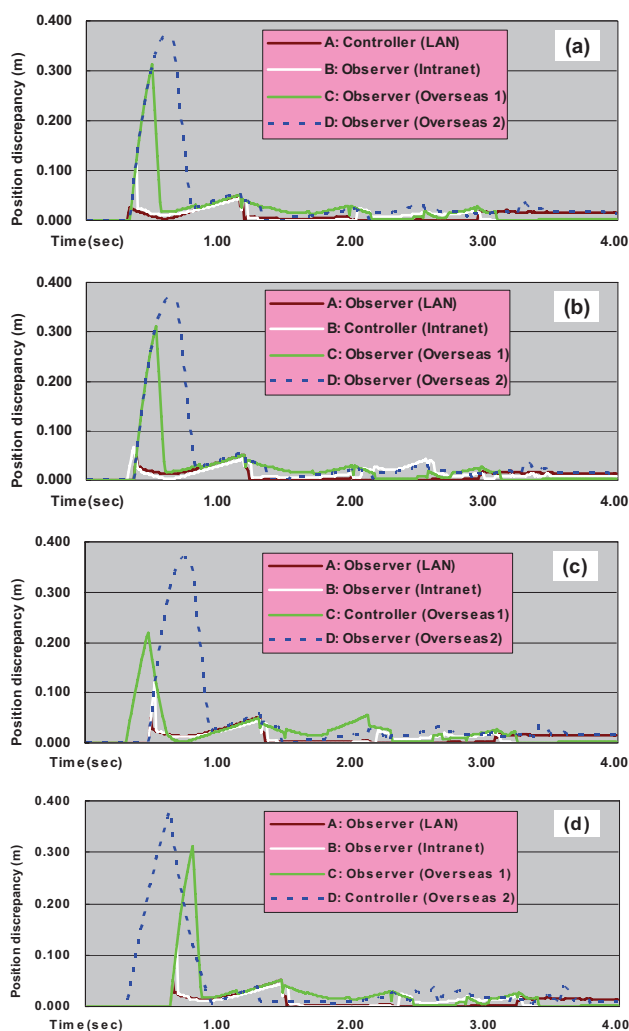 (a)
A: Controller (LAN)
B: Observer (Intranet)
C: Observer (Overseas 1)
D: Observer (Overseas 2)
Position discrepancy (m)
0.300
0.200
0.100
0.000
Time(sec) 1.00 2.00 3.00 4.00
(b)
A: Observer (LAN)
B: Controller (Intranet)
C: Observer (Overseas 1)
D: Observer (Overseas 2)
Position discrepancy (m)
0.400
0.300
0.200
0.100
0.000
Time(sec) 1.00 2.00 3.00 4.00
(c)
A: Observer (LAN)
B: Observer (Intranet)
C: Controller (Overseas1)
D: Observer (Overseas2)
Position discrepancy (m)
0.400
0.300
0.200
0.100
0.000
Time(sec) 1.00 2.00 3.00 4.00
(d)
A: Observer (LAN)
B: Observer (Intranet)
C: Observer (Overseas 1)
D: Controller (Overseas 2)
Position discrepancy (m)
0.400
0.300
0.200
0.100
0.000
Time(sec) 1.00 2.00 3.00 4.00